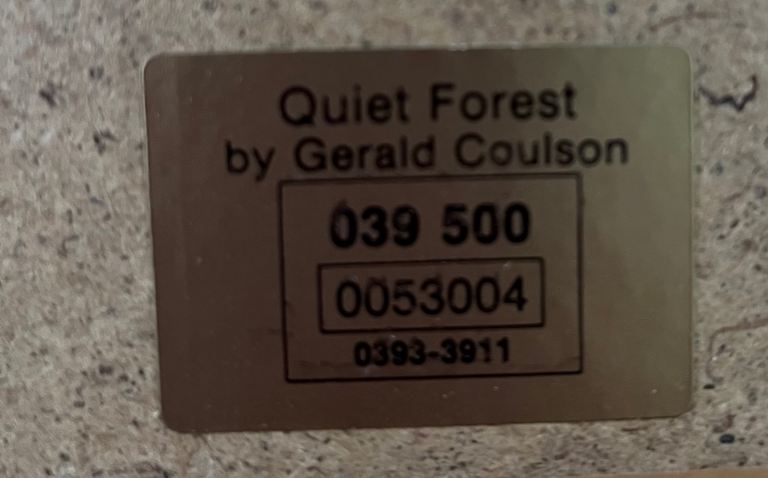 Quiet Forest
by Gerald Coulson
039 500
0053004
0393-3911